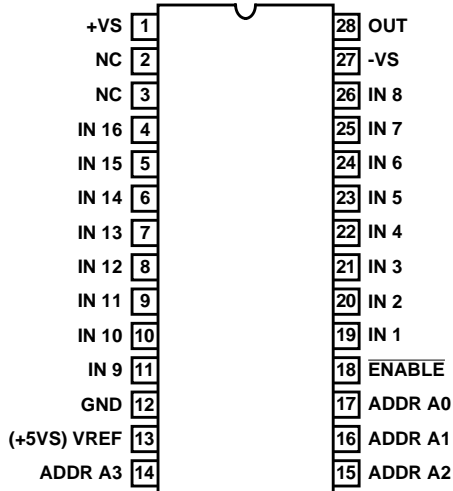 +VS 1 28 OUT
NC 2 27 -VS
NC 3 26 IN 8
IN 16 4 25 IN 7
IN 15 5 24 IN 6
IN 14 6 23 IN 5
IN 13 7 22 IN 4
IN 12 8 21 IN 3
IN 11 9 20 IN 2
IN 10 10 19 IN 1
IN 9 11 18 ENABLE
GND 12 17 ADDR A0
(+5VS) VREF 13 16 ADDR A1
ADDR A3 14 15 ADDR A2